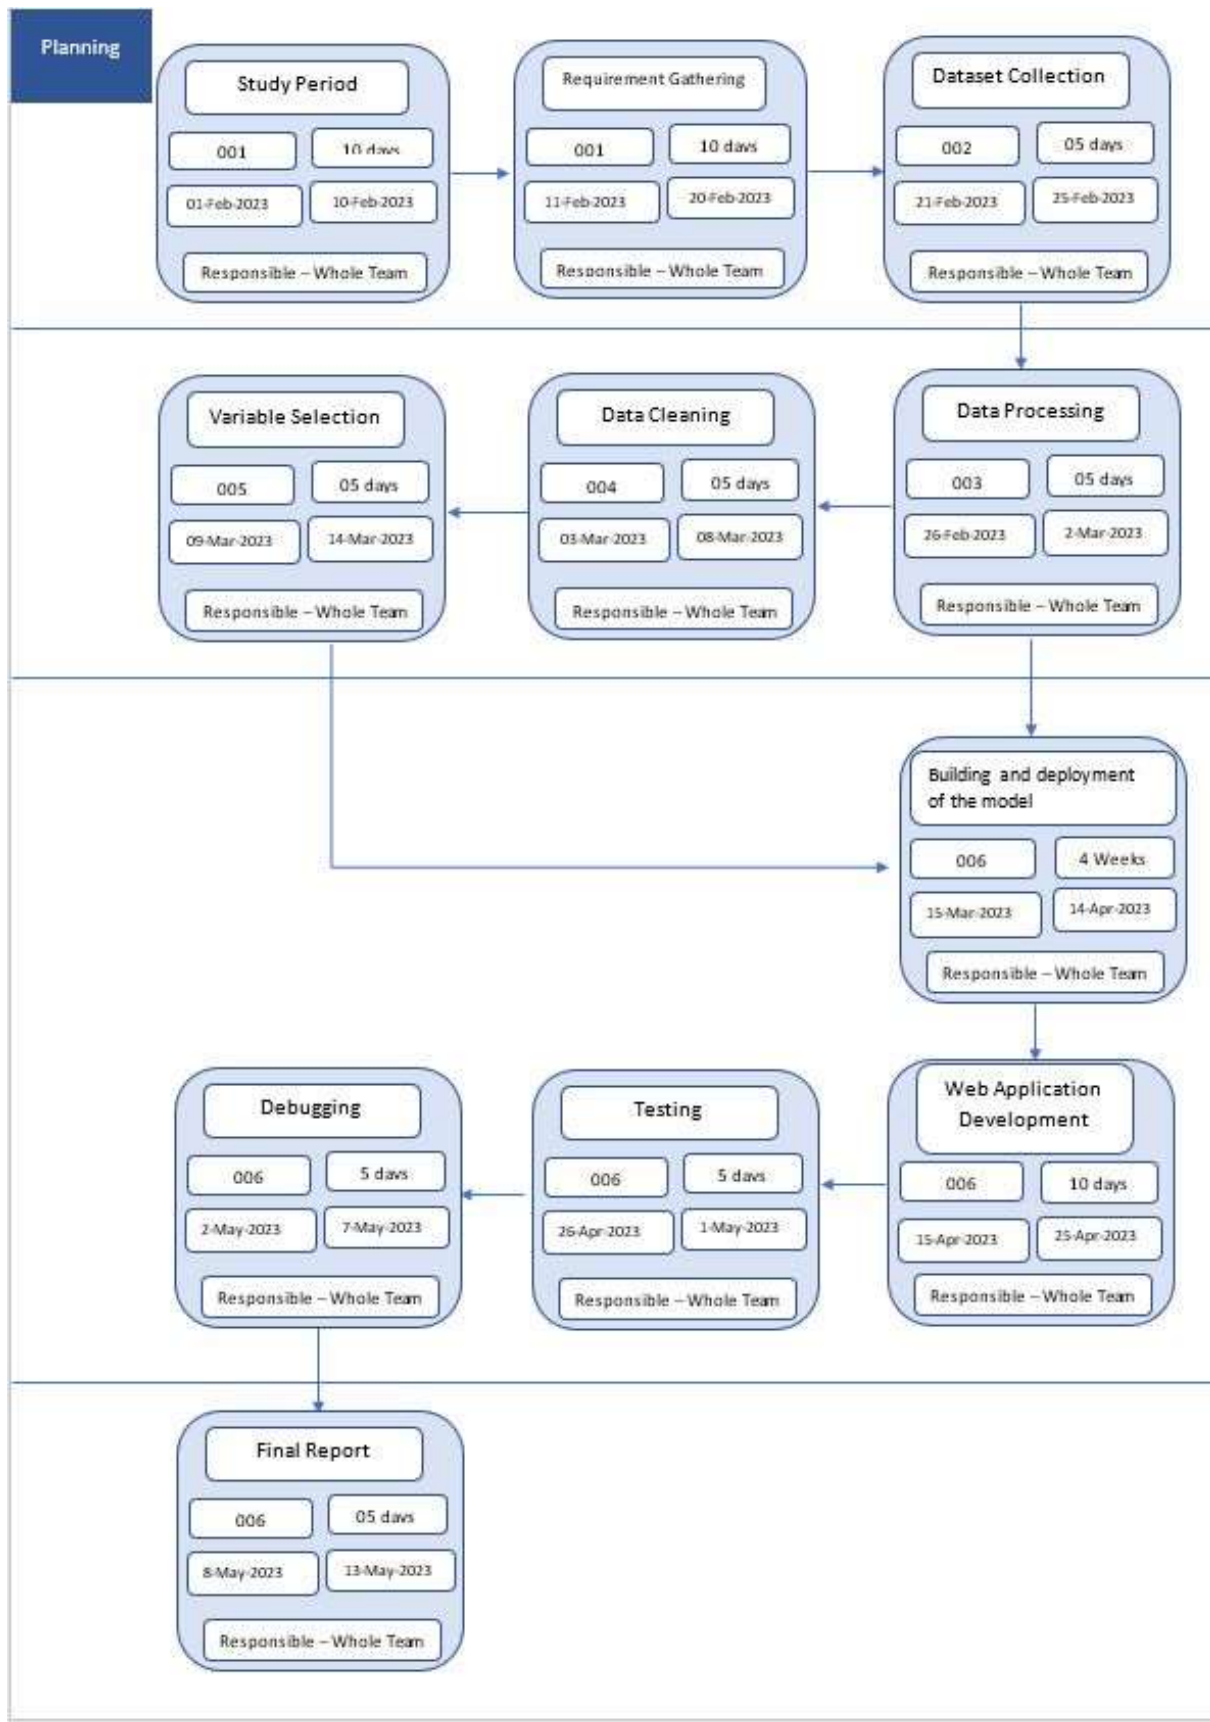 Planning
Study Period
001
10 days
01-Feb-2023
10-Feb-2023
Responsible – Whole Team
Requirement Gathering
001
10 days
11-Feb-2023
20-Feb-2023
Responsible – Whole Team
Dataset Collection
002
05 days
21-Feb-2023
25-Feb-2023
Responsible – Whole Team
Data Processing
003
05 days
26-Feb-2023
2-Mar-2023
Responsible – Whole Team
Data Cleaning
004
05 days
03-Mar-2023
08-Mar-2023
Responsible – Whole Team
Variable Selection
005
05 days
09-Mar-2023
14-Mar-2023
Responsible – Whole Team
Building and deployment
of the model
006
4 Weeks
15-Mar-2023
14-Apr-2023
Responsible – Whole Team
Web Application
Development
006
10 days
15-Apr-2023
25-Apr-2023
Responsible – Whole Team
Testing
006
5 days
26-Apr-2023
1-May-2023
Responsible – Whole Team
Debugging
006
5 days
2-May-2023
7-May-2023
Responsible – Whole Team
Final Report
006
05 days
8-May-2023
13-May-2023
Responsible – Whole Team